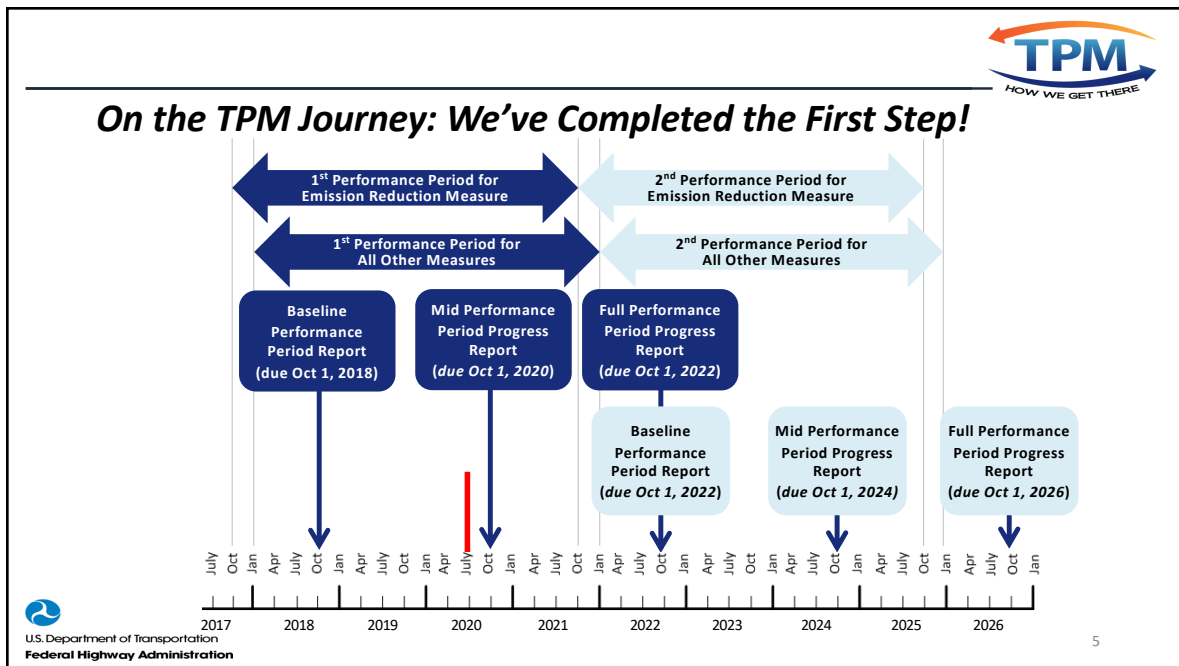 TPM
HOW WE GET THERE
On the TPM Journey: We've Completed the First Step!
1st Performance Period for
Emission Reduction Measure
2nd Performance Period for
Emission Reduction Measure
1st Performance Period for
All Other Measures
2nd Performance Period for
All Other Measures
Baseline
Performance
Period Report
(due Oct 1, 2018)
Mid Performance
Period Progress
Report
(due Oct 1, 2020)
Full Performance
Period Progress
Report
(due Oct 1, 2022)
Baseline
Performance
Period Report
(due Oct 1, 2022)
Mid Performance
Period Progress
Report
(due Oct 1, 2024)
Full Performance
Period Progress
Report
(due Oct 1, 2026)
July Oct Jan Apr July Oct Jan Apr July Oct Jan Apr July Oct Jan Apr July Oct Jan Apr July Oct Jan Apr July Oct Jan Apr July Oct Jan Apr July Oct Jan Apr July Oct Jan
2017 2018 2019 2020 2021 2022 2023 2024 2025 2026
U.S. Department of Transportation
Federal Highway Administration
5